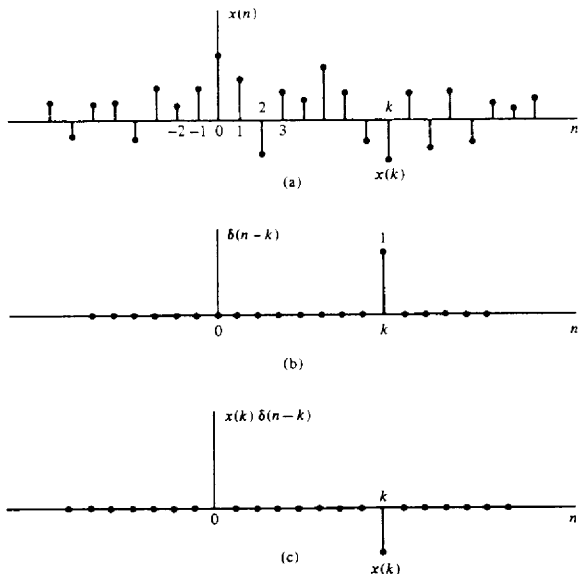 x(n)
2 k
−2 −1 0 1 3 n
x(k)
(a)
δ(n − k) 1
0 k n
(b)
x(k) δ(n − k)
k
0 n
x(k)
(c)